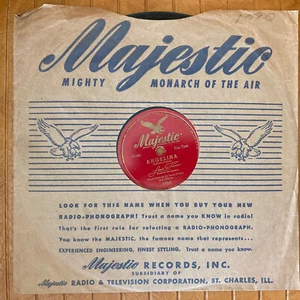 Majestic
MIGHTY MONARCH OF THE AIR
Majestic
ANGELINA
LOOK FOR THIS NAME WHEN YOU BUY YOUR NEW
RADIO-PHONOGRAPH! Trust a name you KNOW in radio!
That's the first rule for selecting a RADIO-PHONOGRAPH.
You know the MAJESTIC, the famous name that represents...
EXPERIENCED ENGINEERING, FINEST STYLING. Trust a name you know.
Majestic RECORDS, INC.
SUBSIDIARY OF
Majestic RADIO & TELEVISION CORPORATION, ST. CHARLES, ILL.